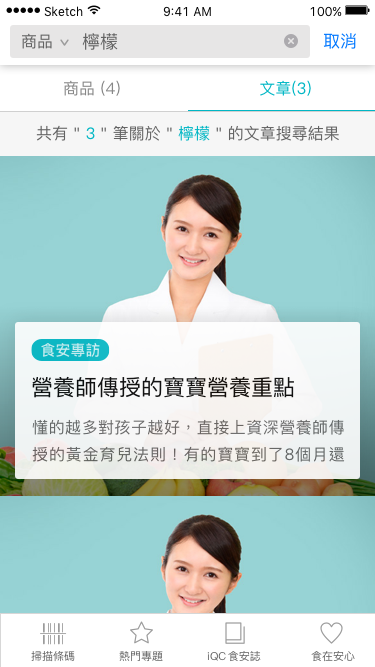 Sketch 9:41 AM 100%
商品 檸檬 取消
商品 (4) 文章(3)
共有 " 3 " 筆關於 " 檸檬 " 的文章搜尋結果
食安專訪
營養師傳授的寶寶營養重點
懂的越多對孩子越好，直接上資深營養師傳
授的黃金育兒法則！有的寶寶到了8個月還
掃描條碼 熱門專題 iQC 食安誌 食在安心